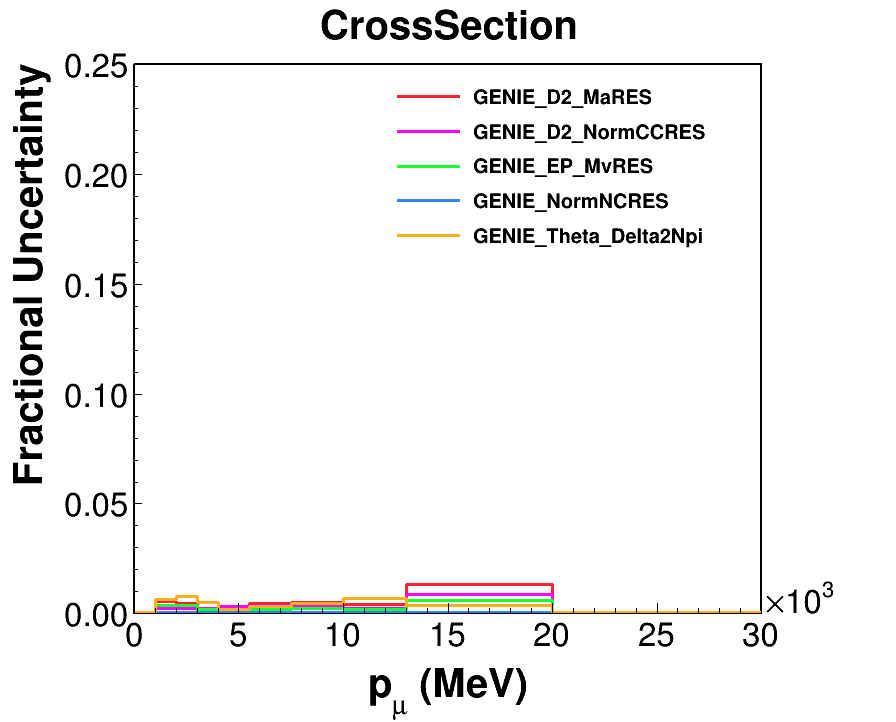 CrossSection
Fractional Uncertainty
0.25
0.20
0.15
0.10
0.05
0.00
GENIE_D2_MaRES
GENIE_D2_NormCCRES
GENIE_EP_MvRES
GENIE_NormNCRES
GENIE_Theta_Delta2Npi
0 5 10 15 20 25 30
×10³
pμ (MeV)